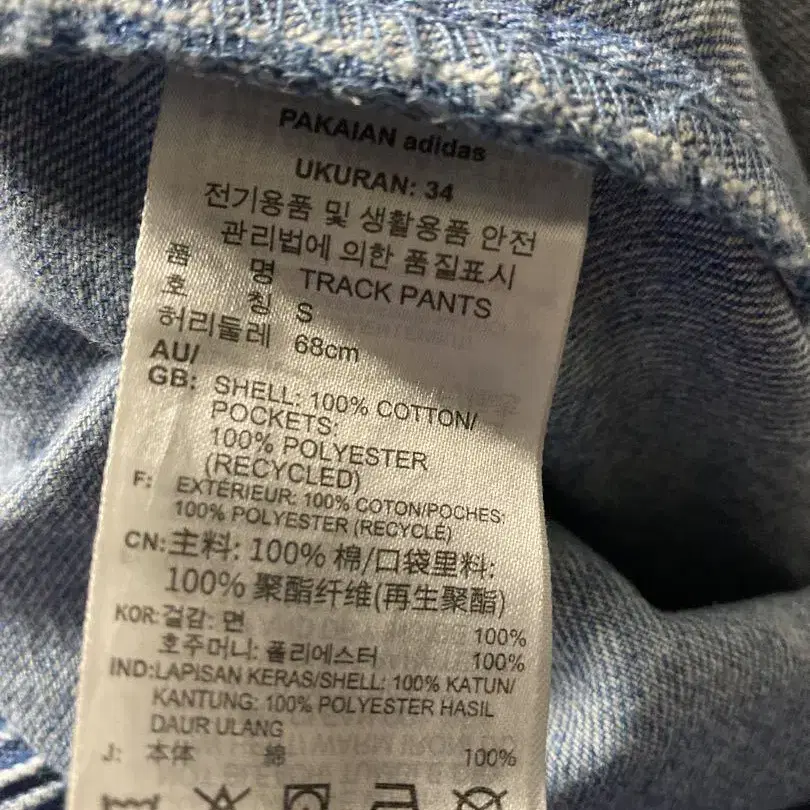 PAKAIAN adidas
UKURAN: 34
전기용품 및 생활용품 안전
관리법에 의한 품질표시
품 명 TRACK PANTS
호 칭 S
허리둘레 68cm
AU/
GB: SHELL: 100% COTTON/
POCKETS:
100% POLYESTER
(RECYCLED)
F: EXTÉRIEUR: 100% COTON/POCHES:
100% POLYESTER (RECYCLÉ)
CN: 主料: 100% 棉/口袋里料:
100% 聚酯纤维(再生聚酯)
KOR: 겉감: 면 100%
호주머니: 폴리에스터 100%
IND: LAPISAN KERAS/SHELL: 100% KATUN/
KANTUNG: 100% POLYESTER HASIL
DAUR ULANG
J: 本体 綿 100%